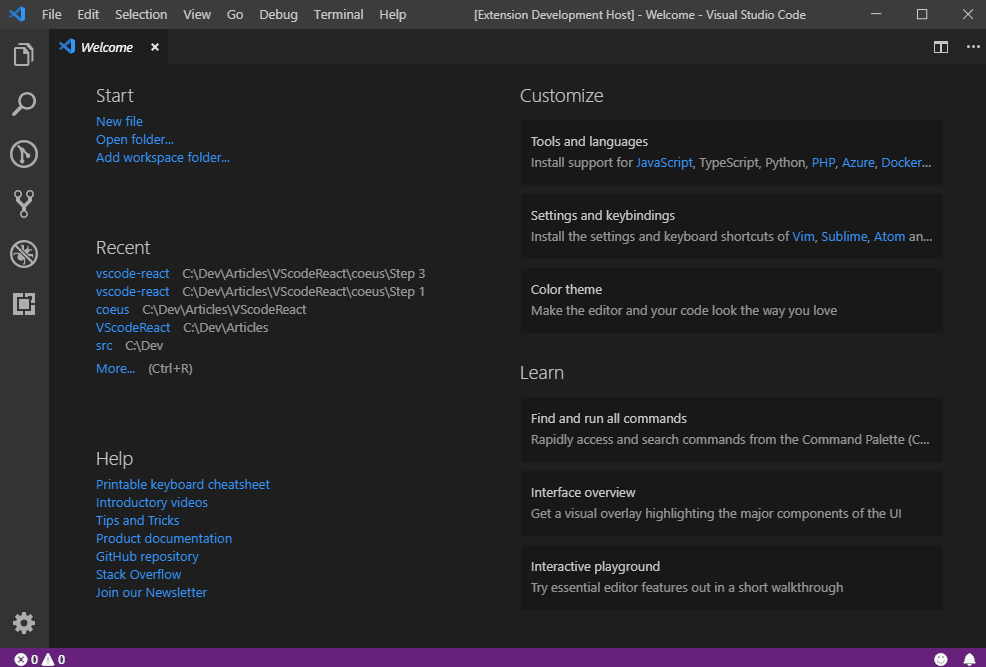 File Edit Selection View Go Debug Terminal Help [Extension Development Host] - Welcome - Visual Studio Code
Welcome
Start
New file
Open folder...
Add workspace folder...
Recent
vscode-react C:\Dev\Articles\VScodeReact\coeus\Step 3
vscode-react C:\Dev\Articles\VScodeReact\coeus\Step 1
coeus C:\Dev\Articles\VScodeReact
VScodeReact C:\Dev\Articles
src C:\Dev
More... (Ctrl+R)
Help
Printable keyboard cheatsheet
Introductory videos
Tips and Tricks
Product documentation
GitHub repository
Stack Overflow
Join our Newsletter
Customize
Tools and languages
Install support for JavaScript, TypeScript, Python, PHP, Azure, Docker...
Settings and keybindings
Install the settings and keyboard shortcuts of Vim, Sublime, Atom an...
Color theme
Make the editor and your code look the way you love
Learn
Find and run all commands
Rapidly access and search commands from the Command Palette (C...
Interface overview
Get a visual overlay highlighting the major components of the UI
Interactive playground
Try essential editor features out in a short walkthrough
0 0